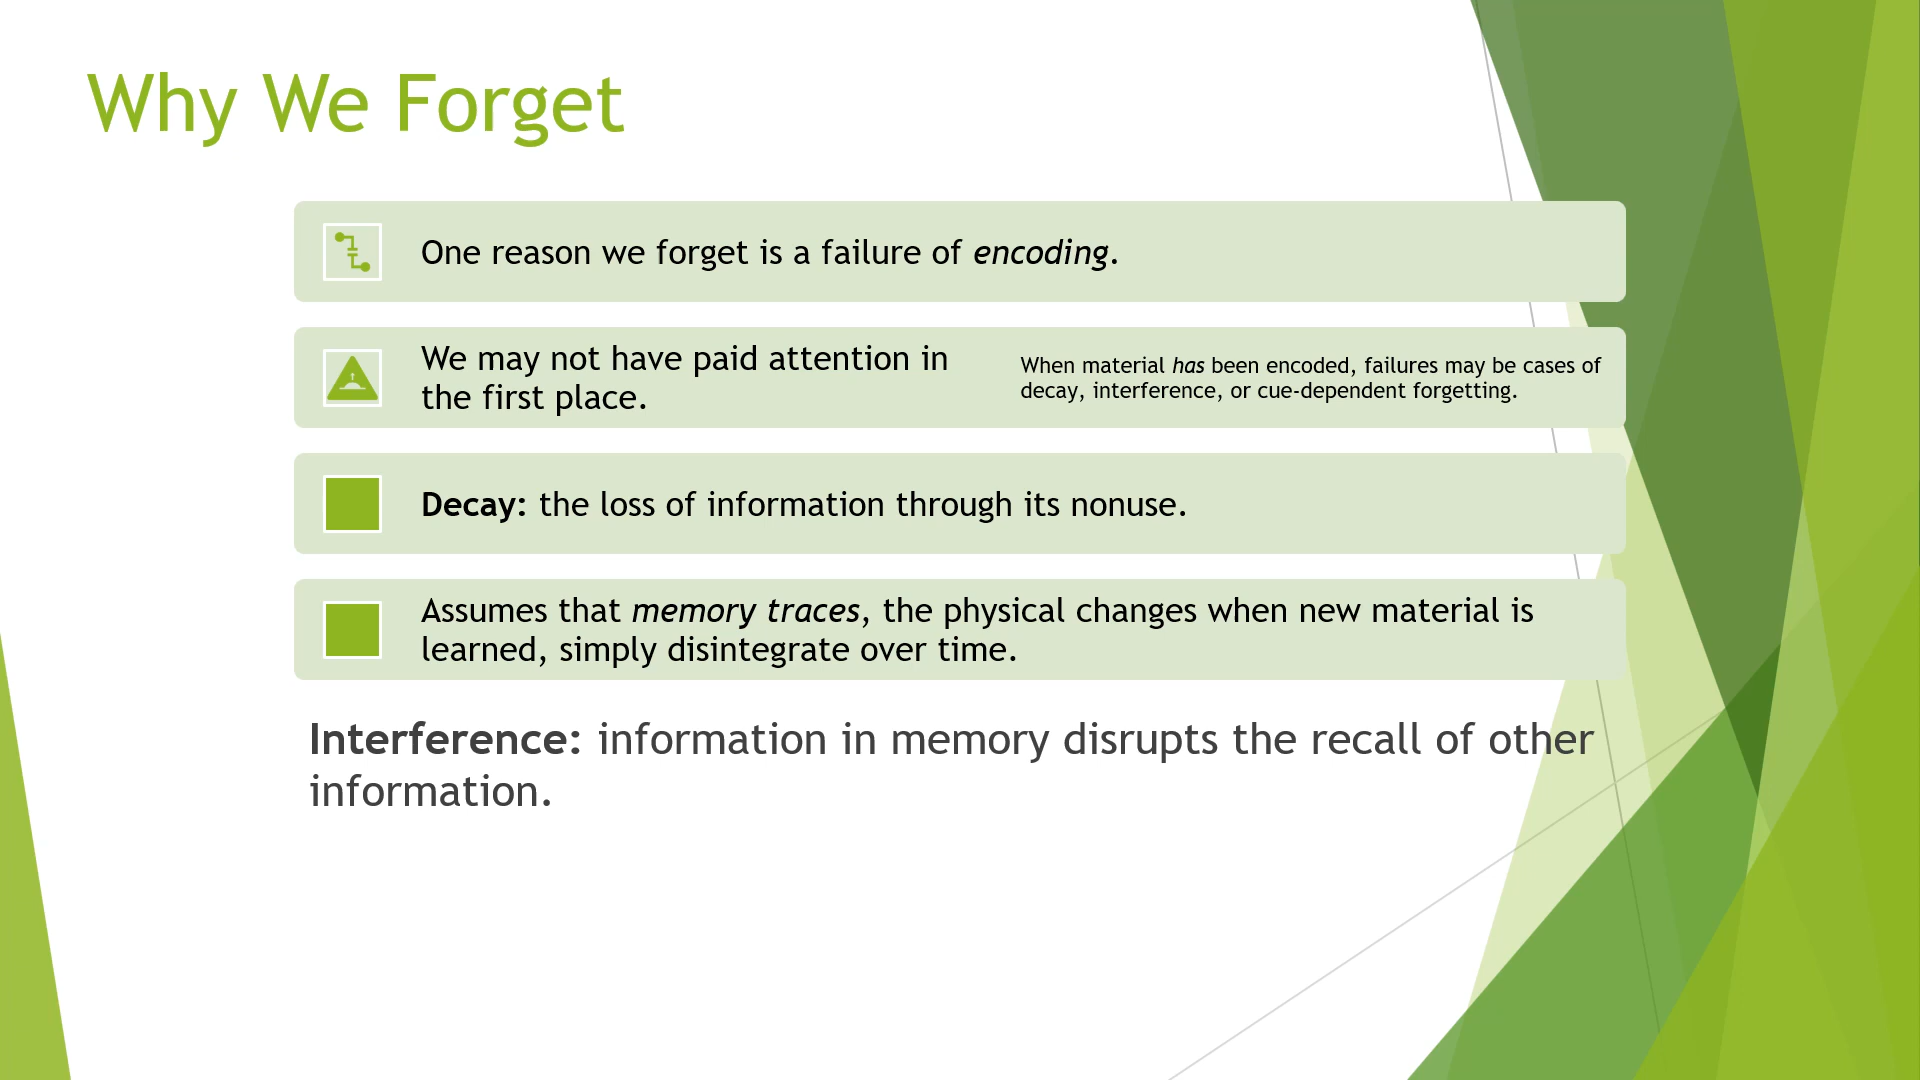 Why We Forget
One reason we forget is a failure of encoding.
We may not have paid attention in
the first place.
When material has been encoded, failures may be cases of
decay, interference, or cue-dependent forgetting.
Decay: the loss of information through its nonuse.
Assumes that memory traces, the physical changes when new material is
learned, simply disintegrate over time.
Interference: information in memory disrupts the recall of other
information.